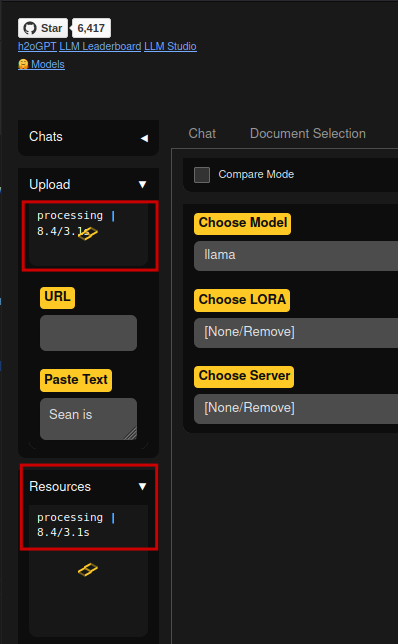 Star 6,417
h2oGPT LLM Leaderboard LLM Studio
🤗 Models
Chats
Chat Document Selection
Upload
Compare Mode
processing |
8.4/3.1s
Choose Model
llama
URL
Choose LORA
[None/Remove]
Paste Text
Choose Server
Sean is
[None/Remove]
Resources
processing |
8.4/3.1s